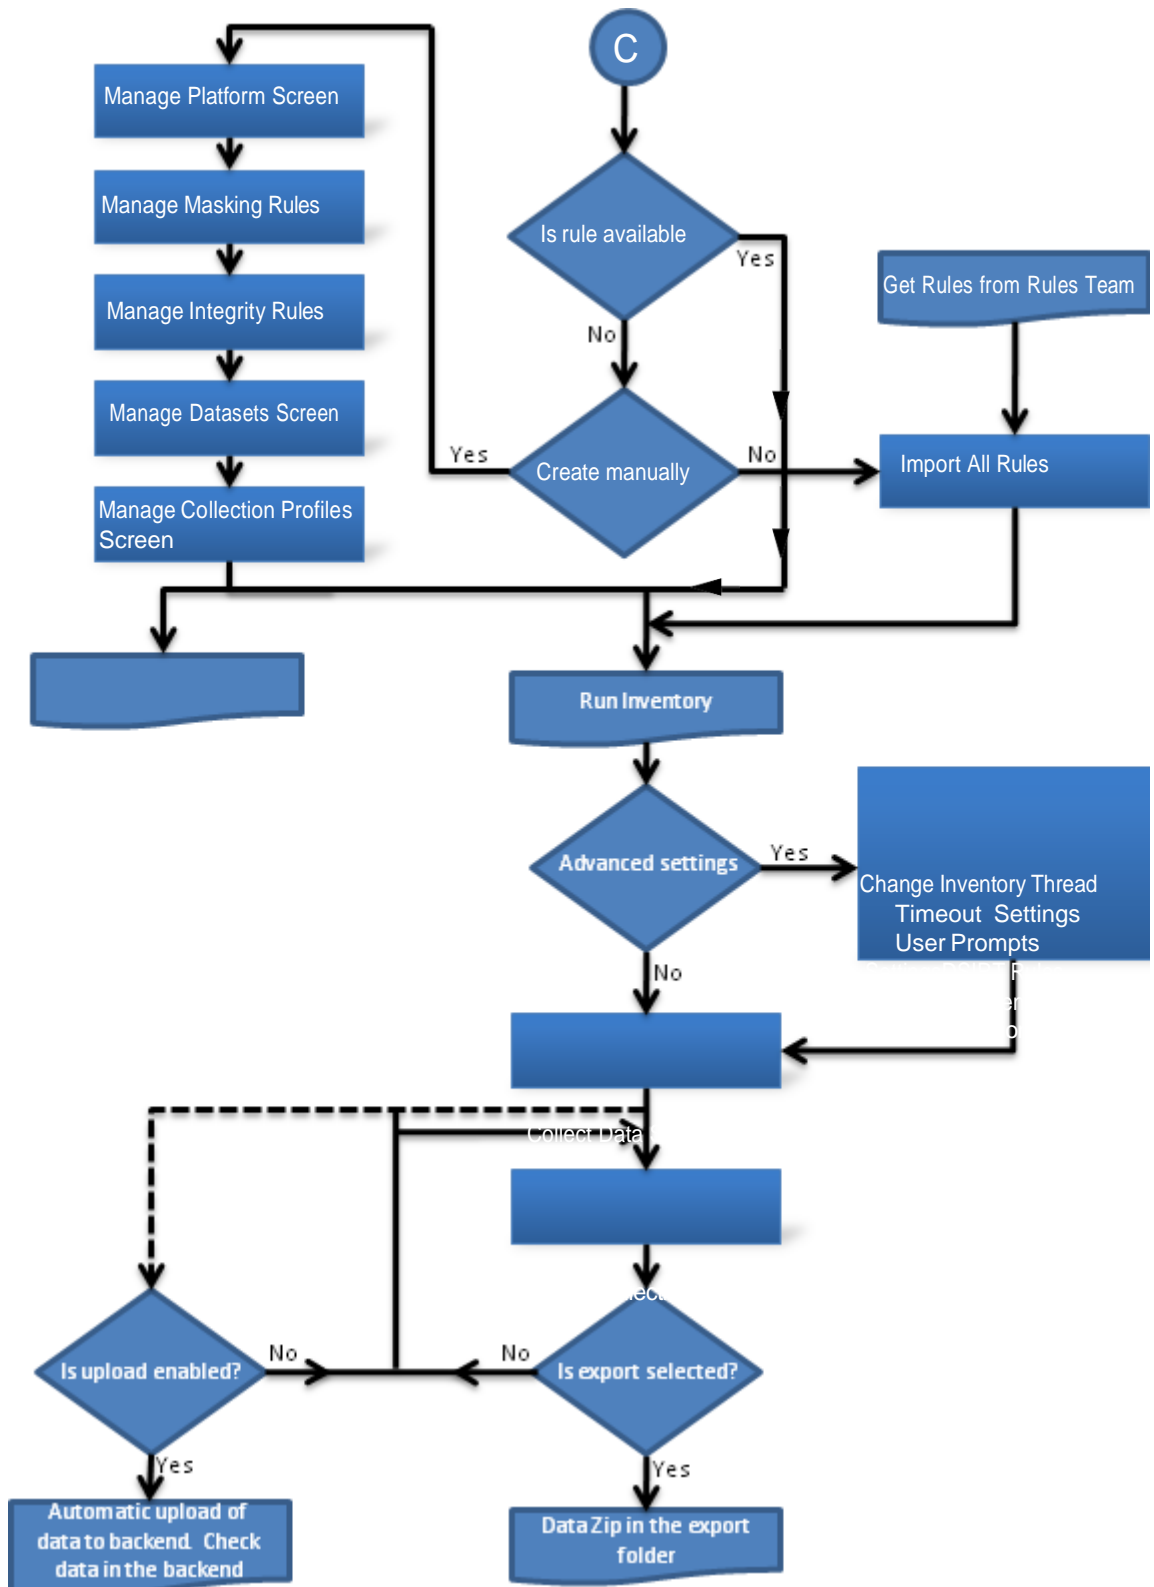 C
Manage Platform Screen
Manage Masking Rules
Is rule available
Yes
Get Rules from Rules Team
Manage Integrity Rules
No
Manage Datasets Screen
Yes
Create manually
No
Import All Rules
Manage Collection Profiles
Screen
Run Inventory
Advanced settings
Yes
Change Inventory Thread
Timeout Settings
User Prompts
No
Collect Data
Is upload enabled?
No
No
Is export selected?
Yes
Yes
Automatic upload of
data to backend. Check
data in the backend
Data Zip in the export
folder